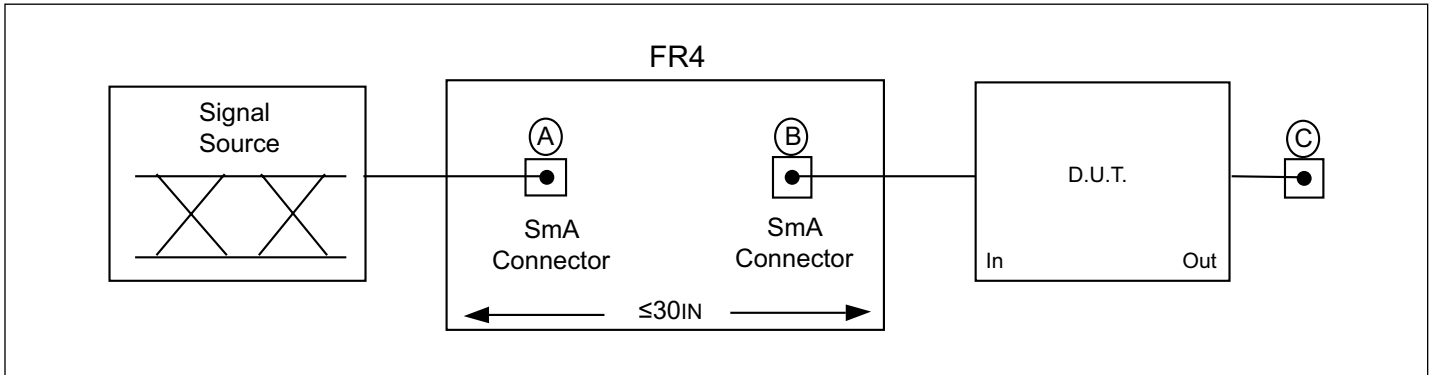 FR4
Signal
Source
A
B
C
D.U.T.
SmA
Connector
SmA
Connector
In
Out
≤30IN